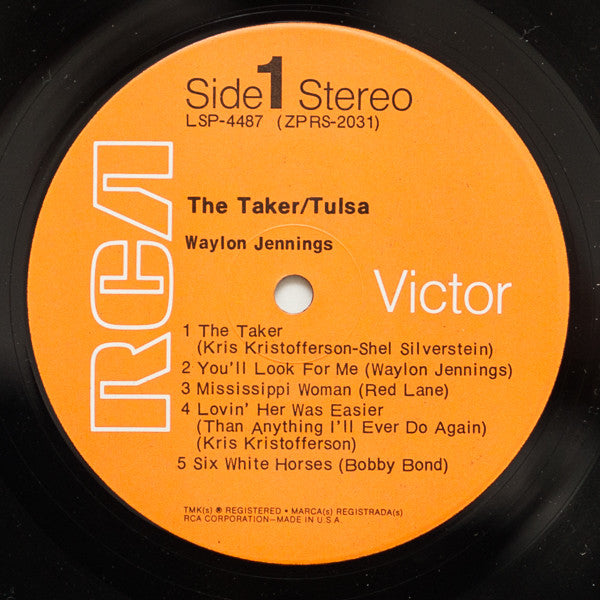 Side 1 Stereo
LSP-4487 (ZPRS-2031)
The Taker/Tulsa
Waylon Jennings
RCA
Victor
1 The Taker
(Kris Kristofferson-Shel Silverstein)
2 You'll Look For Me (Waylon Jennings)
3 Mississippi Woman (Red Lane)
4 Lovin' Her Was Easier
(Than Anything I'll Ever Do Again)
(Kris Kristofferson)
5 Six White Horses (Bobby Bond)
TMK(s) ® REGISTERED • MARCA(s) REGISTRADA(s)
RCA CORPORATION—MADE IN U.S.A